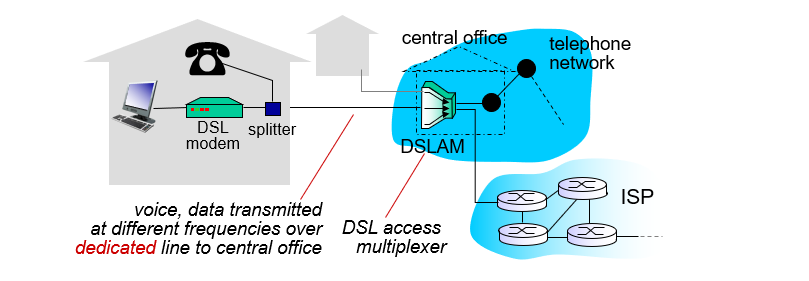 central office
telephone
network
DSL
modem
splitter
DSLAM
ISP
voice, data transmitted
at different frequencies over
dedicated line to central office
DSL access
multiplexer